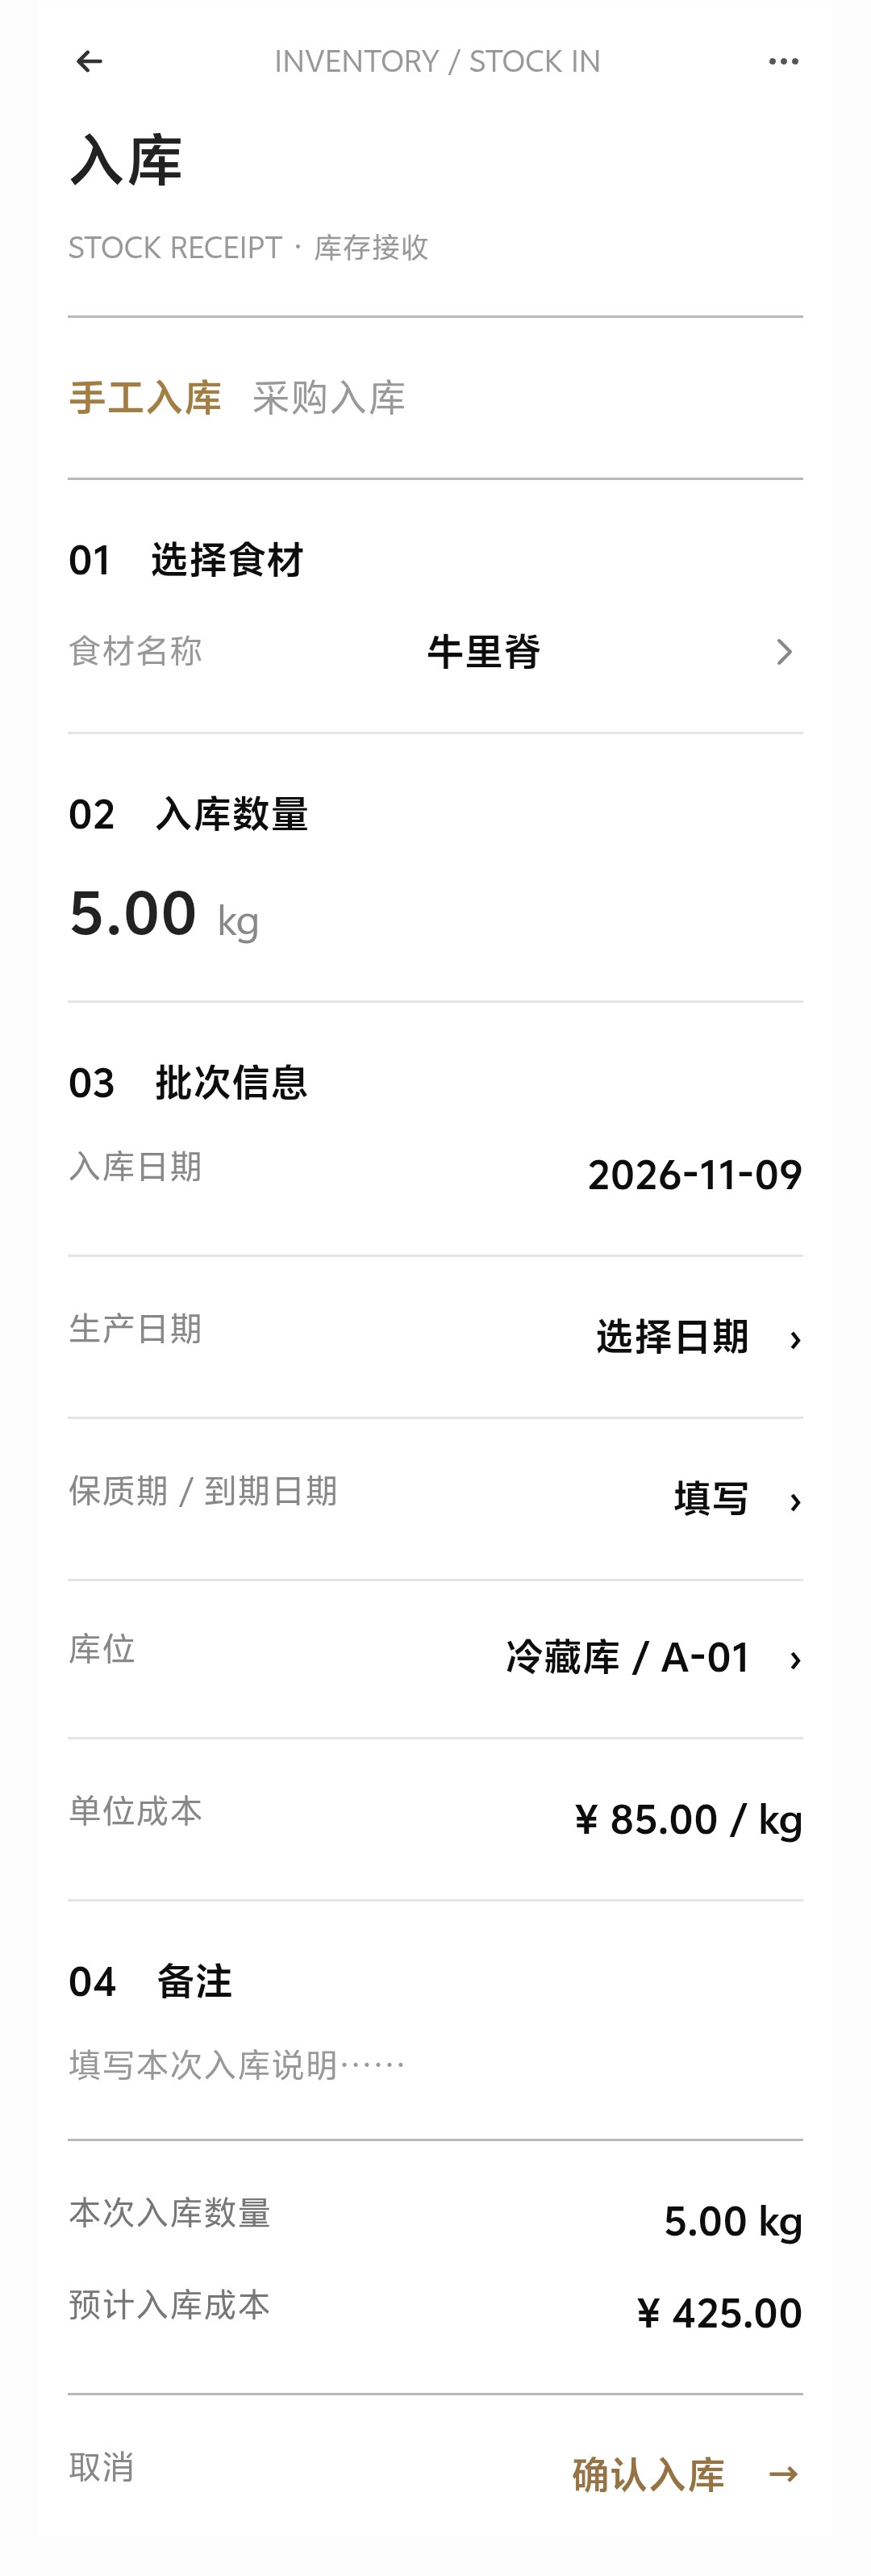 INVENTORY / STOCK IN
入库
STOCK RECEIPT · 库存接收
手工入库 采购入库
01 选择食材
食材名称 牛里脊
02 入库数量
5.00 kg
03 批次信息
入库日期 2026-11-09
生产日期 选择日期 ›
保质期 / 到期日期 填写 ›
库位 冷藏库 / A-01 ›
单位成本 ¥ 85.00 / kg
04 备注
填写本次入库说明……
本次入库数量 5.00 kg
预计入库成本 ¥ 425.00
取消 确认入库 →